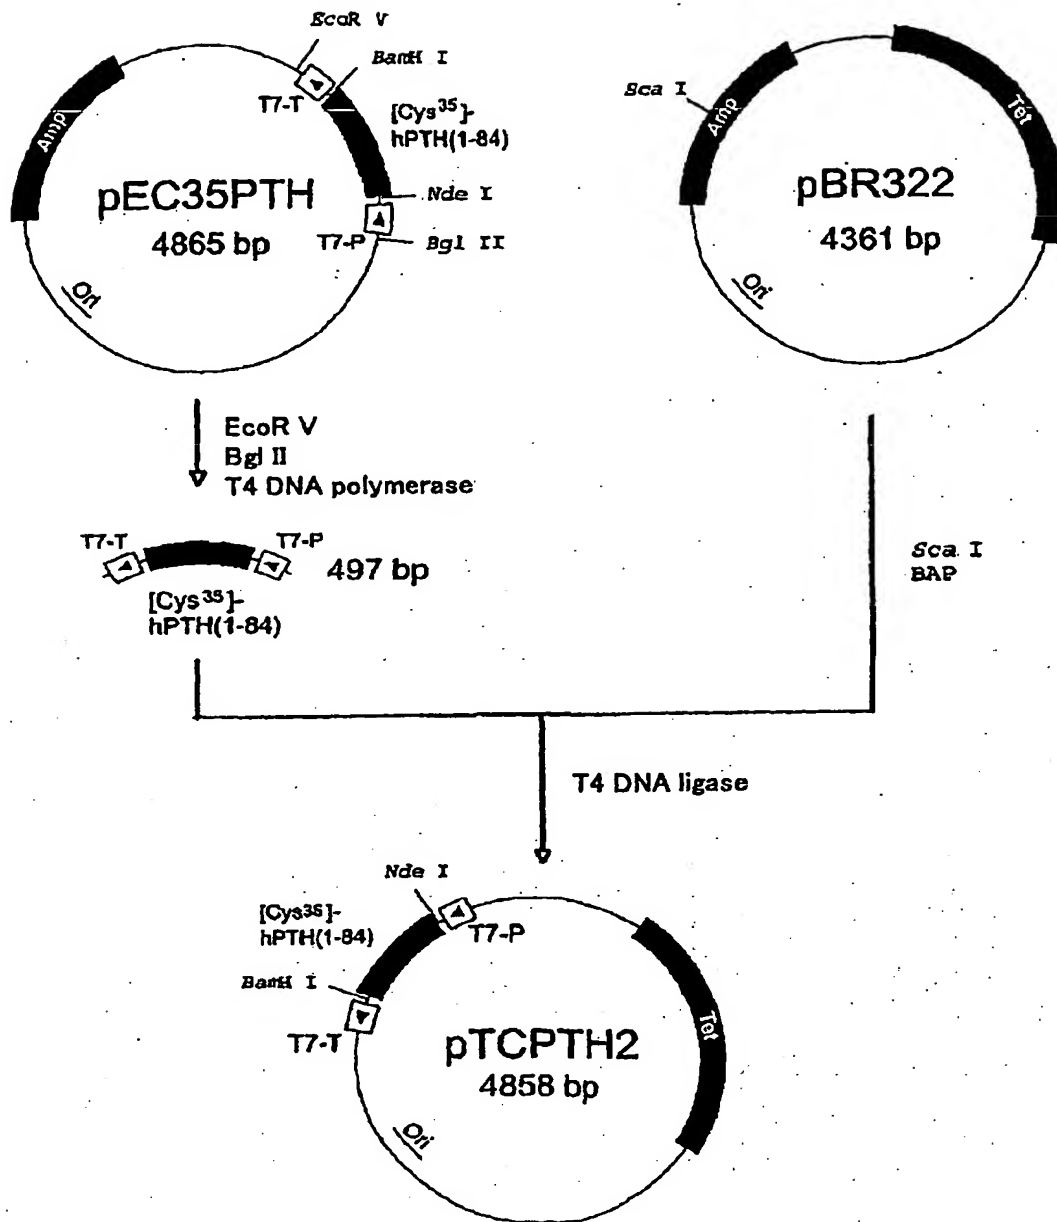 EcoR V
BamH I
T7-T
[Cys35]-
hPTH(1-84)
Amp
pEC35PTH
4865 bp
Nde I
T7-P
Bgl II
Ori
Sca I
Amp
Tet
pBR322
4361 bp
Ori
EcoR V
Bgl II
T4 DNA polymerase
T7-T
T7-P
497 bp
[Cys35]-
hPTH(1-84)
Sca I
BAP
T4 DNA ligase
Nde I
[Cys35]-
hPTH(1-84)
T7-P
BamH I
T7-T
Tet
pTCPTH2
4858 bp
Ori